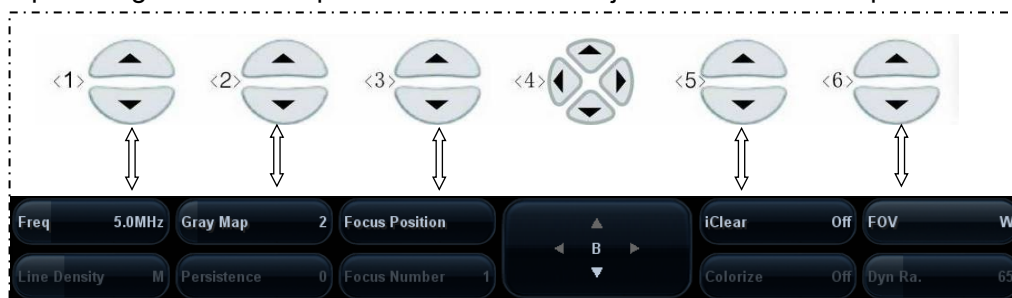 <1> <2> <3> <4> <5> <6>
Freq 5.0MHz Gray Map 2 Focus Position B iClear Off FOV W
Line Density M Persistence 0 Focus Number 1 Colorize Off Dyn Ra. 65